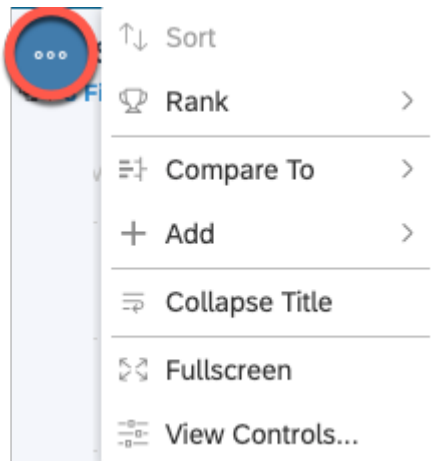 Sort
Rank
Compare To
Add
Collapse Title
Fullscreen
View Controls...